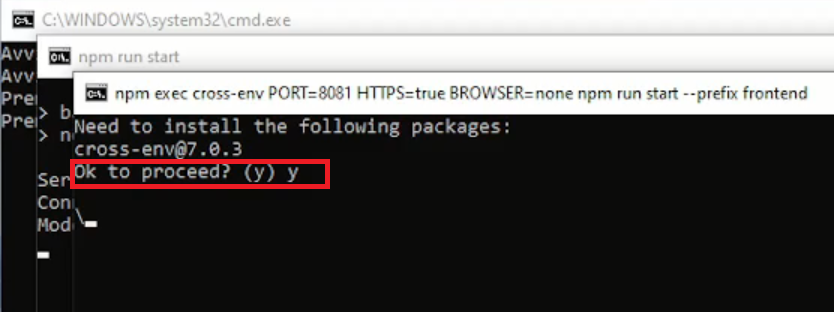 C:\WINDOWS\system32\cmd.exe
npm run start
npm exec cross-env PORT=8081 HTTPS=true BROWSER=none npm run start --prefix frontend
Avv
Avv
Pre
Pre
> b
> n
Ser
Con
Mod
Need to install the following packages:
cross-env@7.0.3
Ok to proceed? (y) y
\